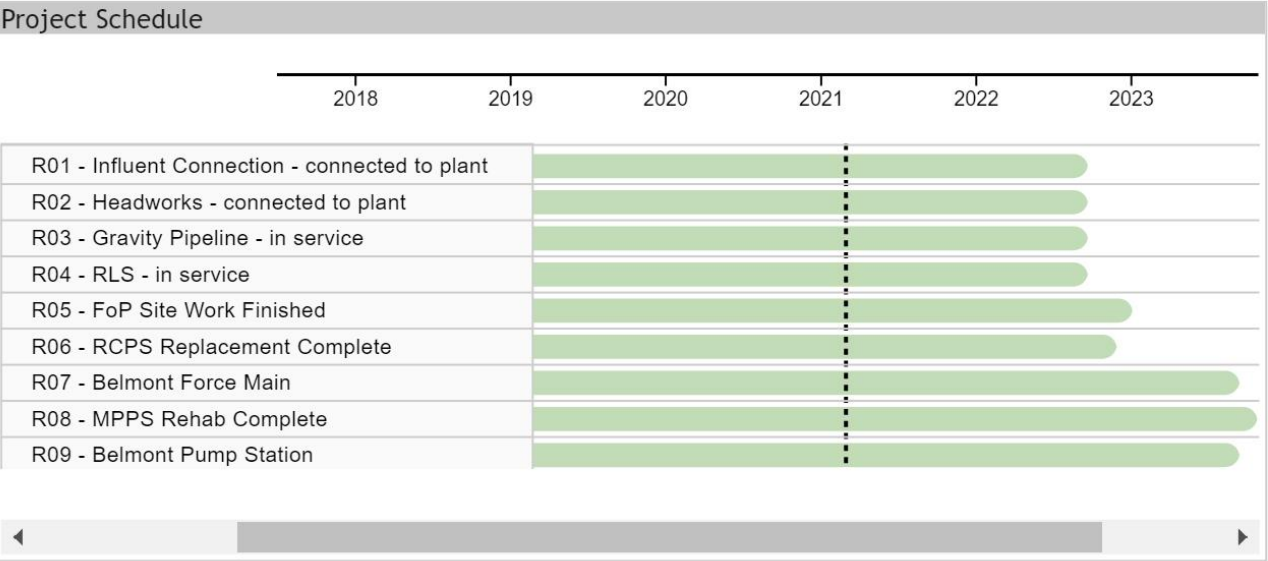 Project Schedule
2018 2019 2020 2021 2022 2023
R01 - Influent Connection - connected to plant
R02 - Headworks - connected to plant
R03 - Gravity Pipeline - in service
R04 - RLS - in service
R05 - FoP Site Work Finished
R06 - RCPS Replacement Complete
R07 - Belmont Force Main
R08 - MPPS Rehab Complete
R09 - Belmont Pump Station